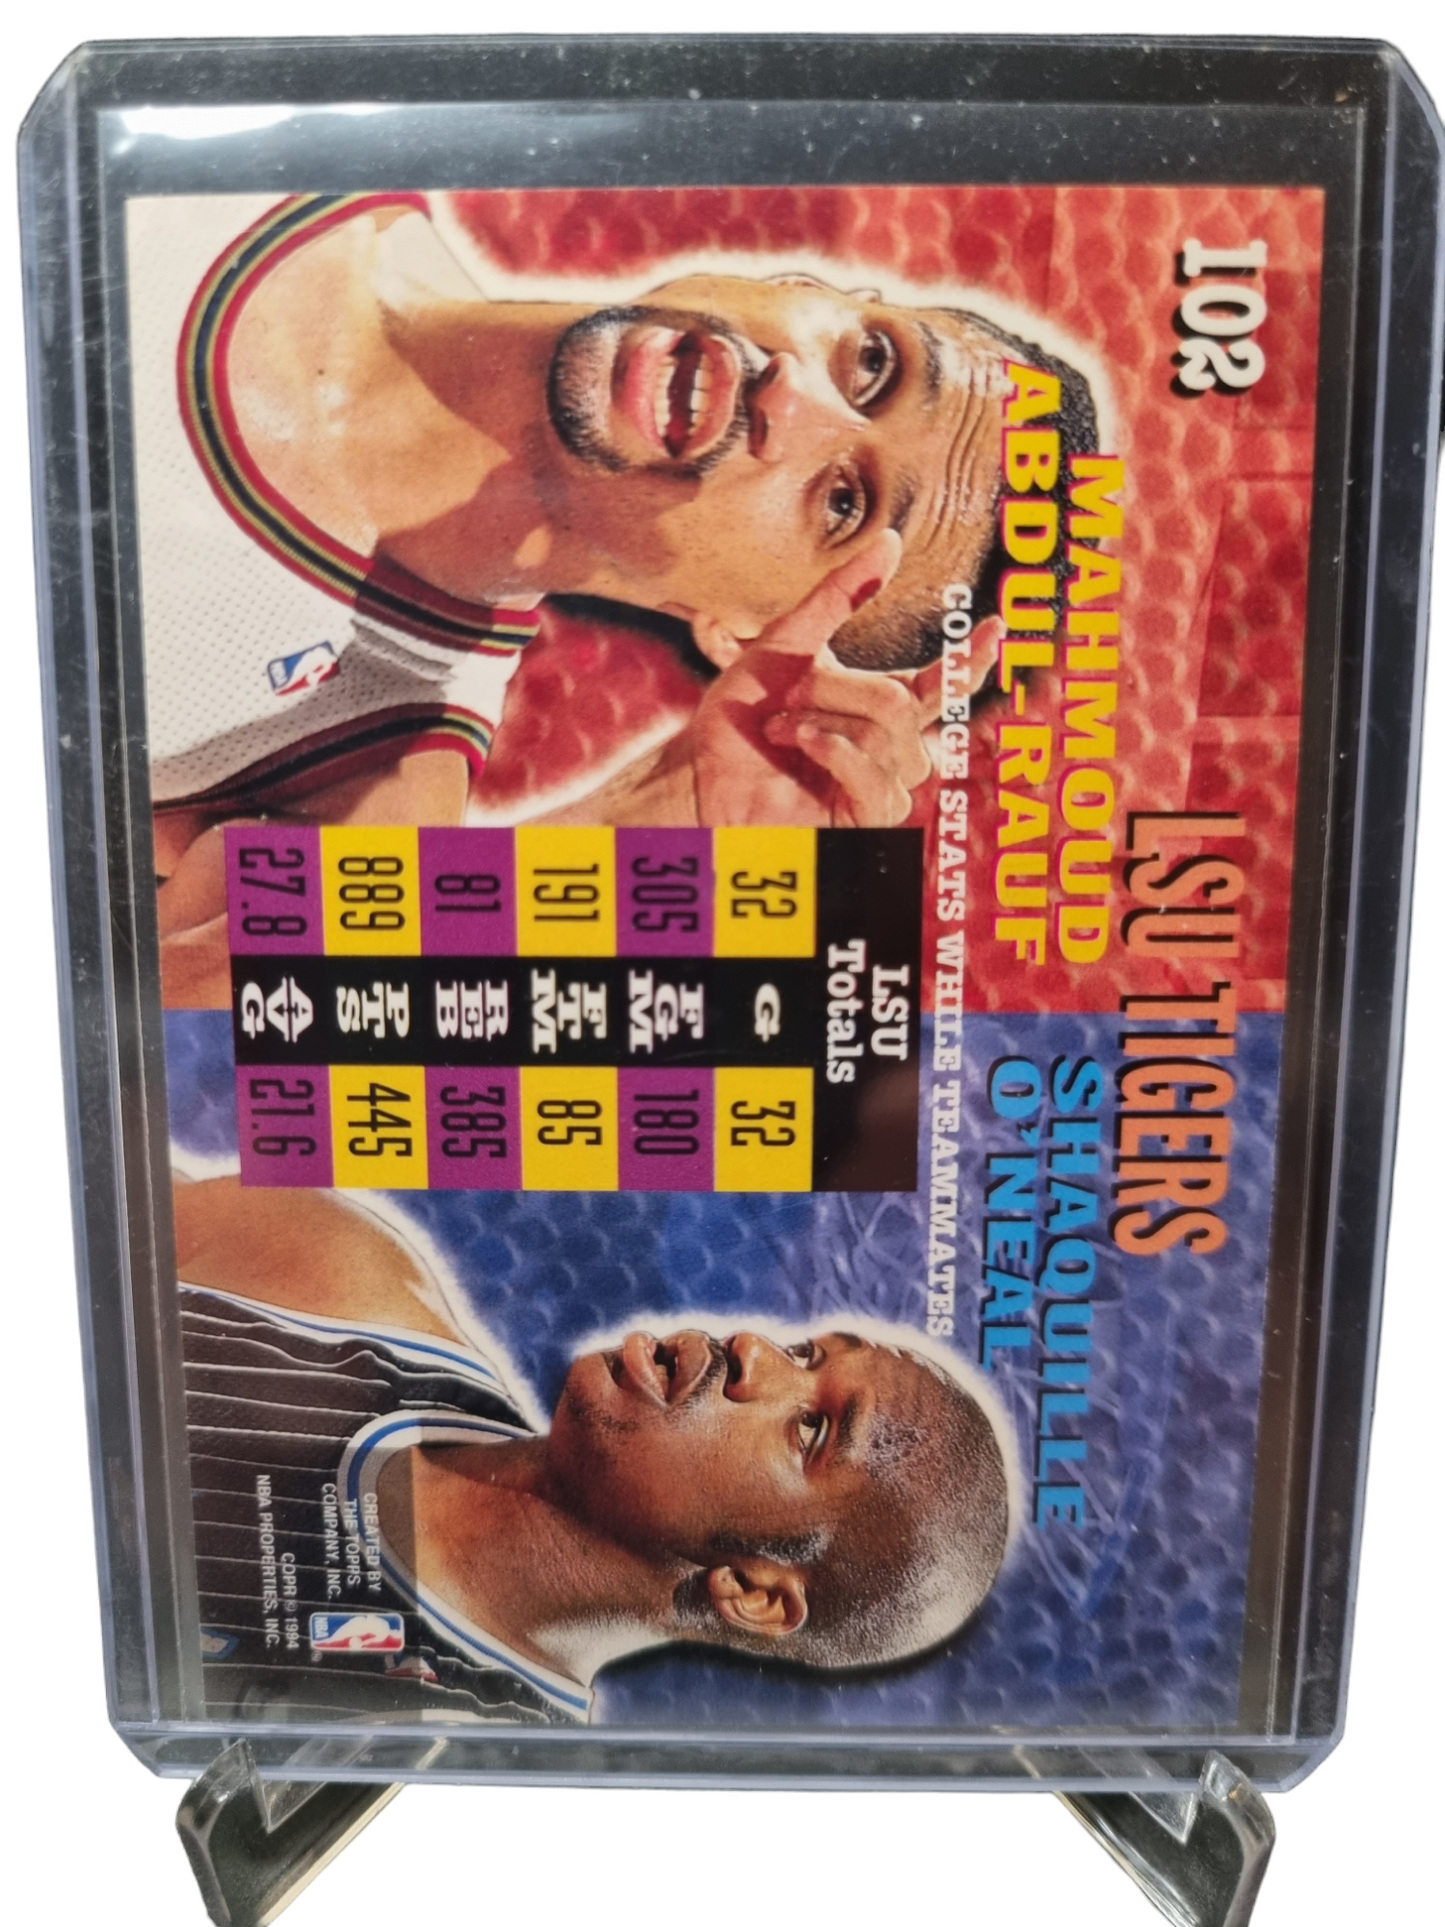 102
LSU TIGERS
MAHMOUD
ABDUL-RAUF
SHAQUILLE
O'NEAL
COLLEGE STATS WHILE TEAMMATES
LSU
Totals
32 G 32
305 FGM 180
191 FTM 85
81 REB 385
889 PTS 445
27.8 AVG 21.6
CREATED BY
THE TOPPS
COMPANY, INC.
COPR © 1994
NBA PROPERTIES, INC.
NBA
NBA